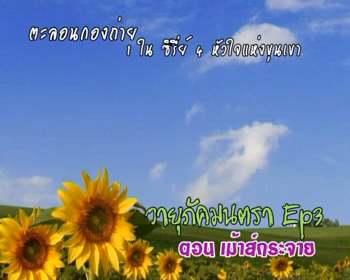 ตะลอนกองถ่าย
1 ใน ซีรี่ย์ 4 หัวใจแห่งขุนเขา
วายุภัคมนตรา Ep3
ตอน เม้าส์กระจาย